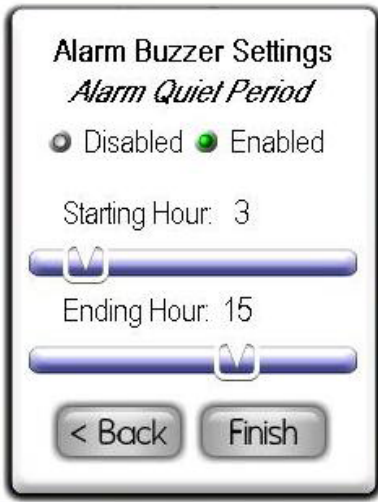 Alarm Buzzer Settings
Alarm Quiet Period
Disabled Enabled
Starting Hour: 3
Ending Hour: 15
< Back Finish